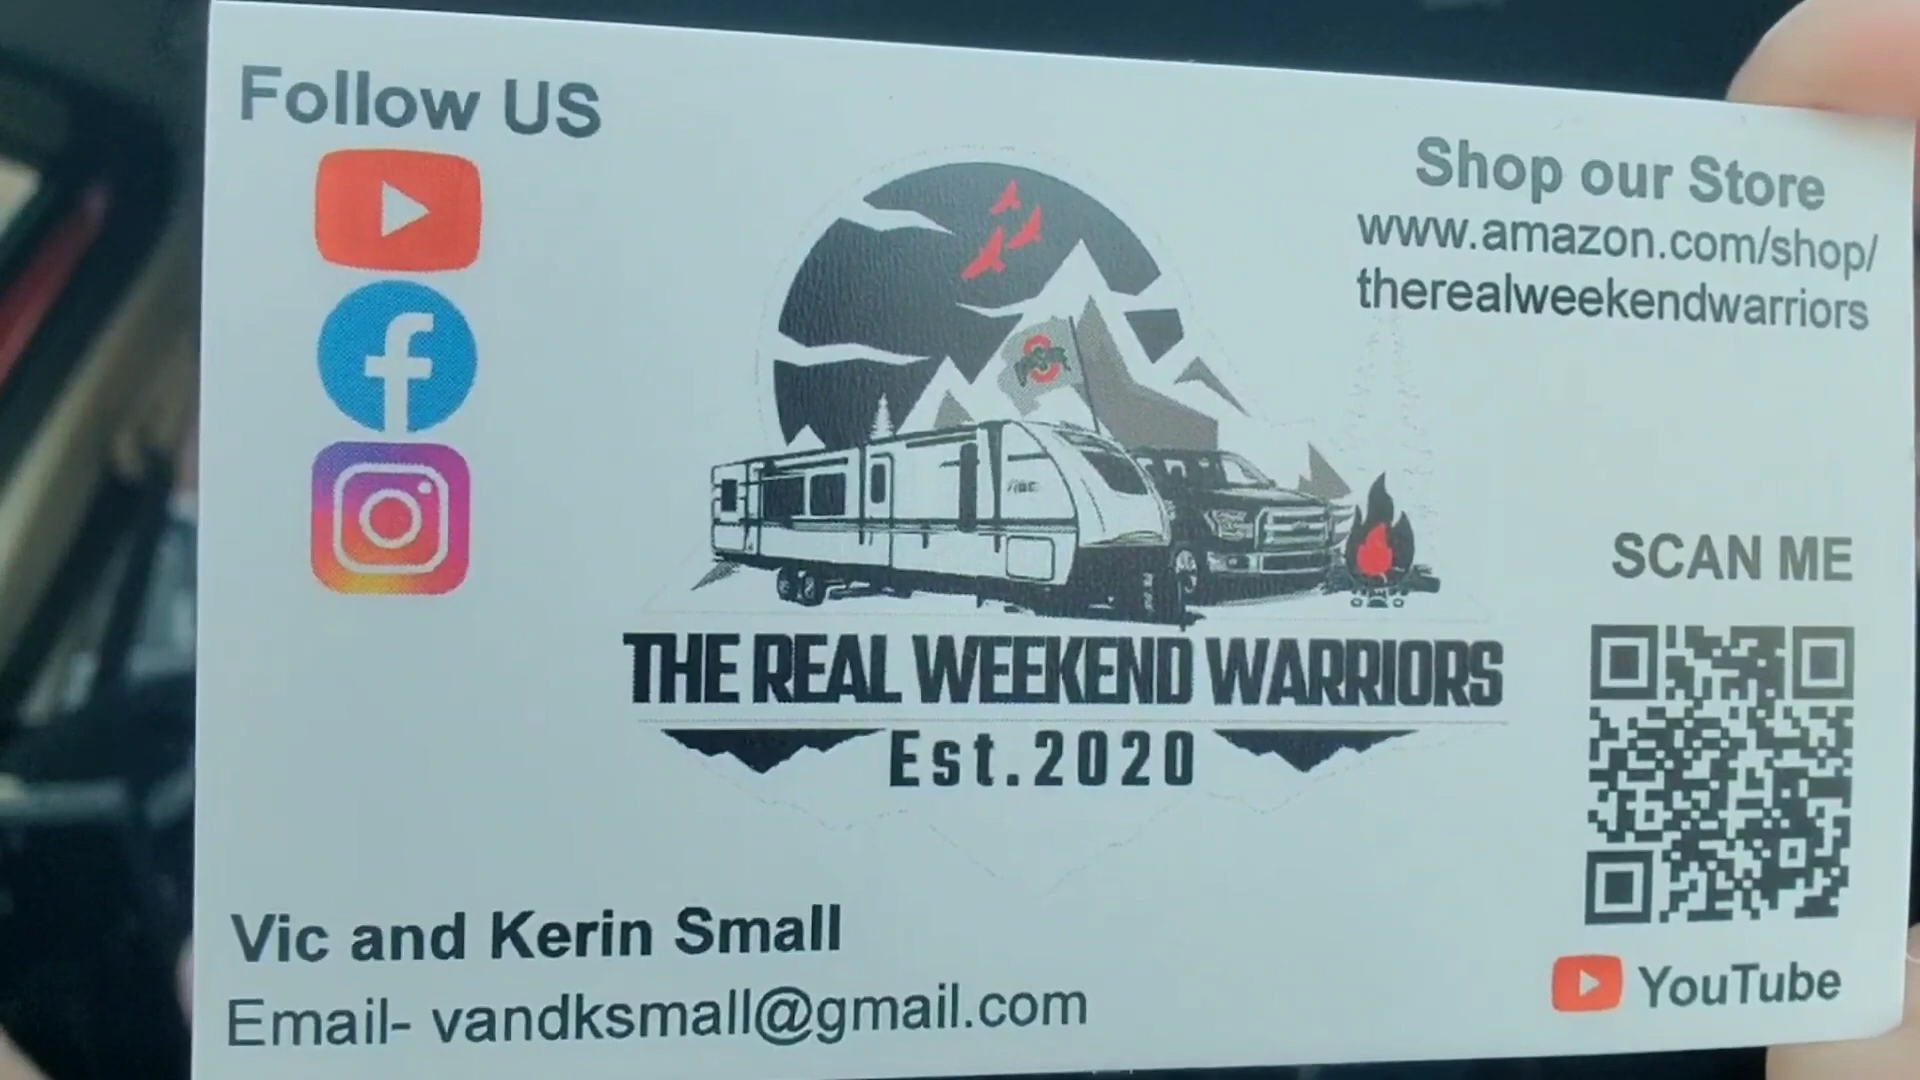 Follow US
Shop our Store
www.amazon.com/shop/
therealweekendwarriors
THE REAL WEEKEND WARRIORS
Est.2020
SCAN ME
YouTube
Vic and Kerin Small
Email- vandksmall@gmail.com